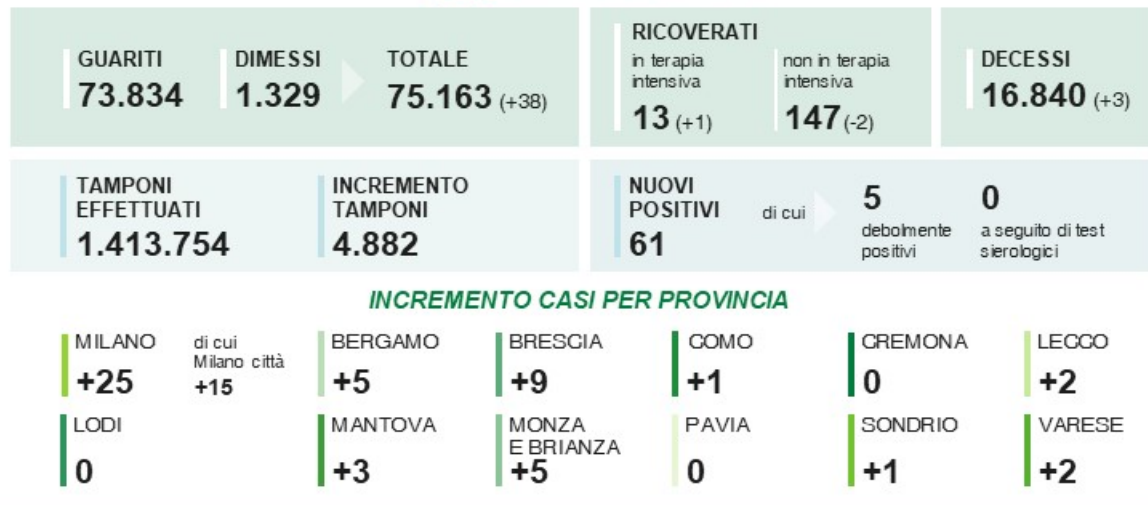 GUARITI
73.834
DIMESSI
1.329
TOTALE
75.163 (+38)
RICOVERATI
in terapia
intensiva
13 (+1)
non in terapia
intensiva
147 (-2)
DECESSI
16.840 (+3)
TAMPONI
EFFETTUATI
1.413.754
INCREMENTO
TAMPONI
4.882
NUOVI
POSITIVI
61
di cui
5
debolmente
positivi
0
a seguito di test
sierologici
INCREMENTO CASI PER PROVINCIA
MILANO
+25
di cui
Milano città
+15
BERGAMO
+5
BRESCIA
+9
COMO
+1
CREMONA
0
LECCO
+2
LODI
0
MANTOVA
+3
MONZA
E BRIANZA
+5
PAVIA
0
SONDRIO
+1
VARESE
+2